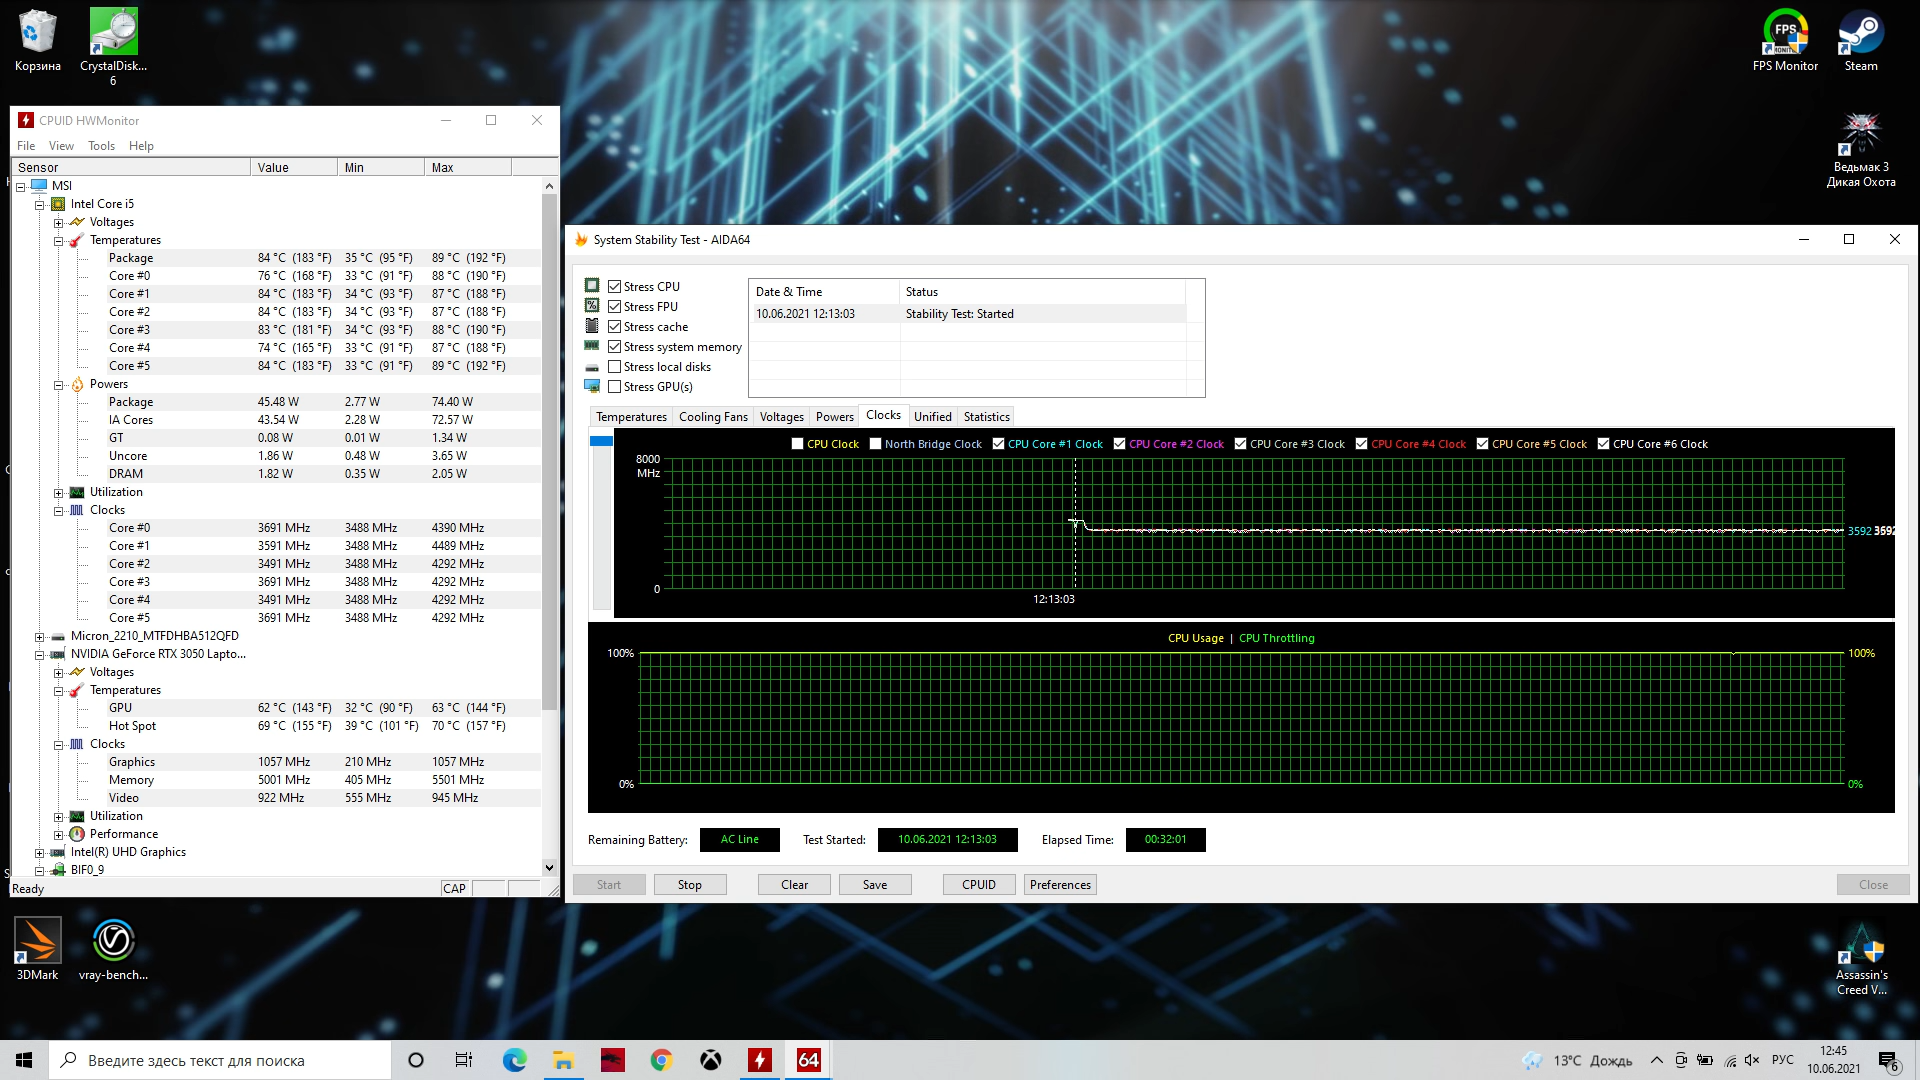 Корзина
CrystalDisk...
6
FPS
MONITOR
FPS Monitor
Steam
Ведьмак 3
Дикая Охота
CPUID HWMonitor
File View Tools Help
Sensor Value Min Max
MSI
Intel Core i5
Voltages
Temperatures
Package 84 °C (183 °F) 35 °C (95 °F) 89 °C (192 °F)
Core #0 76 °C (168 °F) 33 °C (91 °F) 88 °C (190 °F)
Core #1 84 °C (183 °F) 34 °C (93 °F) 87 °C (188 °F)
Core #2 84 °C (183 °F) 34 °C (93 °F) 87 °C (188 °F)
Core #3 83 °C (181 °F) 34 °C (93 °F) 88 °C (190 °F)
Core #4 74 °C (165 °F) 33 °C (91 °F) 87 °C (188 °F)
Core #5 84 °C (183 °F) 33 °C (91 °F) 89 °C (192 °F)
Powers
Package 45.48 W 2.77 W 74.40 W
IA Cores 43.54 W 2.28 W 72.57 W
GT 0.08 W 0.01 W 1.34 W
Uncore 1.86 W 0.48 W 3.65 W
DRAM 1.82 W 0.35 W 2.05 W
Utilization
Clocks
Core #0 3691 MHz 3488 MHz 4390 MHz
Core #1 3591 MHz 3488 MHz 4489 MHz
Core #2 3491 MHz 3488 MHz 4292 MHz
Core #3 3691 MHz 3488 MHz 4292 MHz
Core #4 3491 MHz 3488 MHz 4292 MHz
Core #5 3691 MHz 3488 MHz 4292 MHz
Micron_2210_MTFDHBA512QFD
NVIDIA GeForce RTX 3050 Lapto...
Voltages
Temperatures
GPU 62 °C (143 °F) 32 °C (90 °F) 63 °C (144 °F)
Hot Spot 69 °C (155 °F) 39 °C (101 °F) 70 °C (157 °F)
Clocks
Graphics 1057 MHz 210 MHz 1057 MHz
Memory 5001 MHz 405 MHz 5501 MHz
Video 922 MHz 555 MHz 945 MHz
Utilization
Performance
Intel(R) UHD Graphics
BIF0_9
Ready CAP
System Stability Test - AIDA64
Stress CPU
Stress FPU
Stress cache
Stress system memory
Stress local disks
Stress GPU(s)
Date & Time Status
10.06.2021 12:13:03 Stability Test: Started
Temperatures Cooling Fans Voltages Powers Clocks Unified Statistics
CPU Clock North Bridge Clock CPU Core #1 Clock CPU Core #2 Clock CPU Core #3 Clock CPU Core #4 Clock CPU Core #5 Clock CPU Core #6 Clock
8000
MHz
3592 3692
0
12:13:03
CPU Usage | CPU Throttling
100% 100%
0% 0%
Remaining Battery: AC Line Test Started: 10.06.2021 12:13:03 Elapsed Time: 00:32:01
Start Stop Clear Save CPUID Preferences Close
3DMark
vray-bench...
Assassin's
Creed V...
Введите здесь текст для поиска
64
13°C Дождь
РУС
12:45
10.06.2021
6